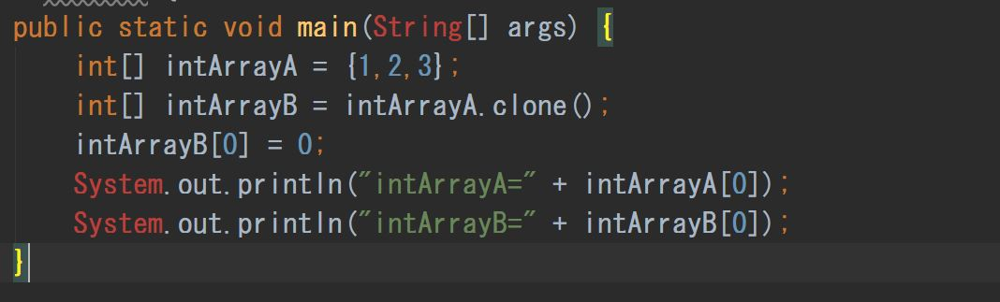 public static void main(String[] args) {
    int[] intArrayA = {1,2,3};
    int[] intArrayB = intArrayA.clone();
    intArrayB[0] = 0;
    System.out.println("intArrayA=" + intArrayA[0]);
    System.out.println("intArrayB=" + intArrayB[0]);
}